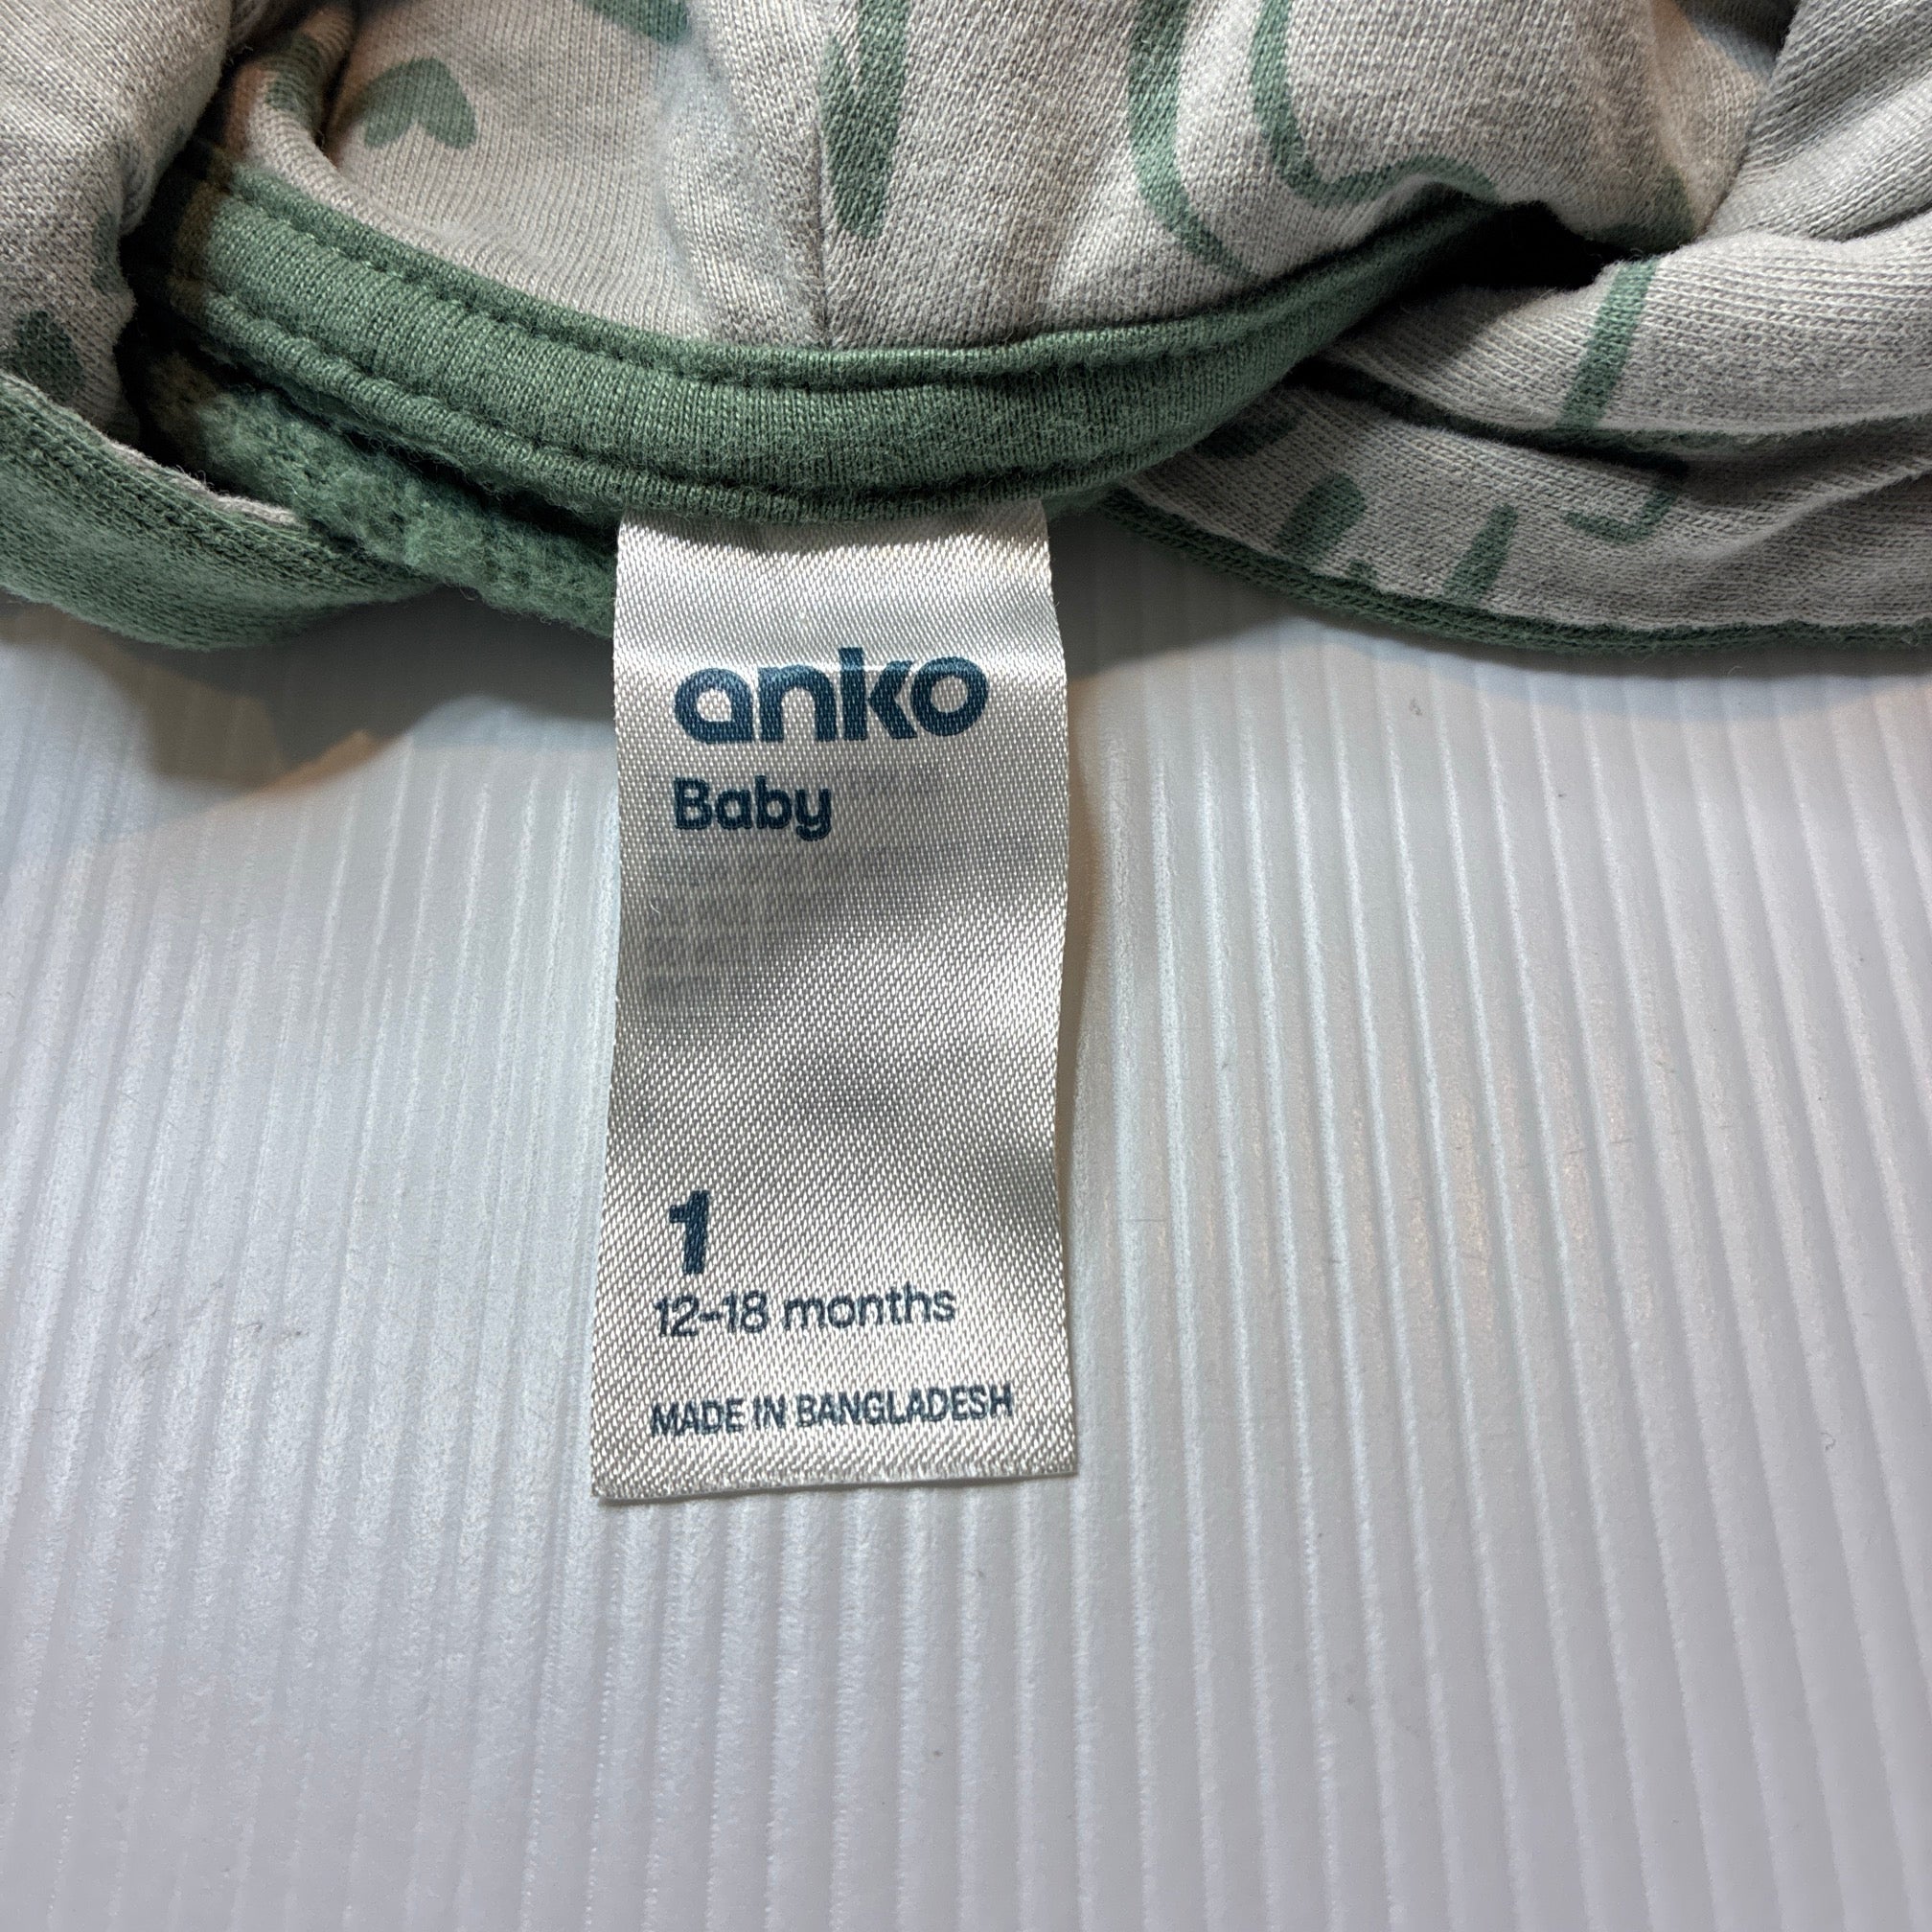 anko
Baby
1
12-18 months
MADE IN BANGLADESH